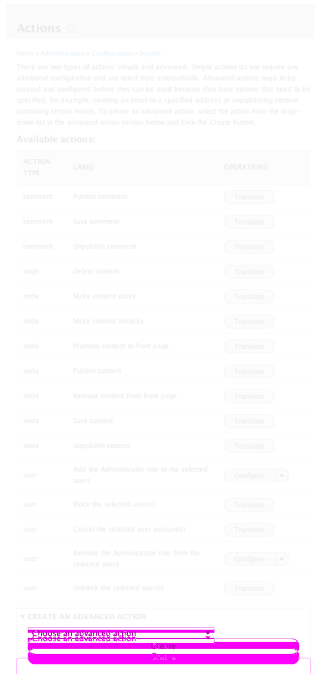 Actions
Home » Administration » Configuration » System
There are two types of actions: simple and advanced. Simple actions do not require any
additional configuration and are listed here automatically. Advanced actions need to be
created and configured before they can be used because they have options that need to be
specified; for example, sending an email to a specified address or unpublishing content
containing certain words. To create an advanced action, select the action from the drop-
down list in the advanced action section below and click the Create button.
Available actions:
ACTION TYPE LABEL OPERATIONS
comment Publish comment Translate
comment Save comment Translate
comment Unpublish comment Translate
node Delete content Translate
node Make content sticky Translate
node Make content unsticky Translate
node Promote content to front page Translate
node Publish content Translate
node Remove content from front page Translate
node Save content Translate
node Unpublish content Translate
user Add the Administrator role to the selected users Configure
user Block the selected user(s) Translate
user Cancel the selected user account(s) Translate
user Remove the Administrator role from the selected users Configure
user Unblock the selected user(s) Translate
CREATE AN ADVANCED ACTION
Choose an advanced action
Choose an advanced action
Create